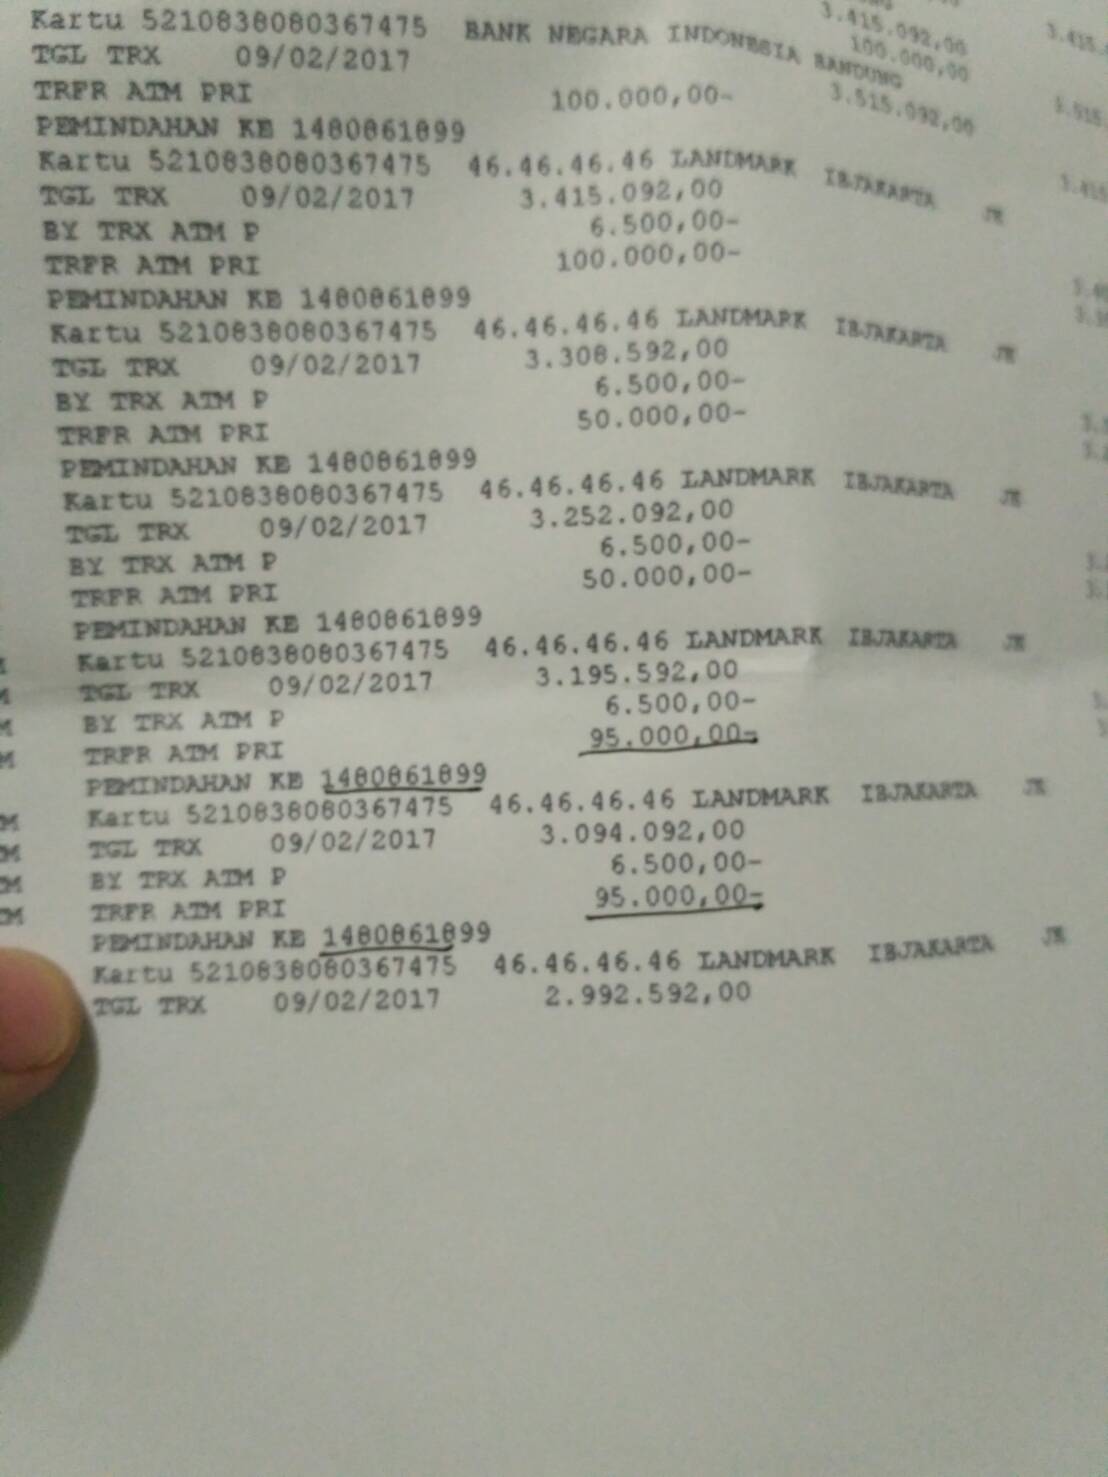 Kartu 5210838080367475 BANK NEGARA INDONESIA BANDUNG
3.415.092,00
100.000,00
TGL TRX 09/02/2017 3.515.092,00
TRFR ATM PRI 100.000,00-
PEMINDAHAN KE 1480861899
Kartu 5210838080367475 46.46.46.46 LANDMARK IBJAKARTA JK
TGL TRX 09/02/2017 3.415.092,00
BY TRX ATM P 6.500,00-
TRFR ATM PRI 100.000,00-
PEMINDAHAN KE 1480861899
Kartu 5210838080367475 46.46.46.46 LANDMARK IBJAKARTA JK
TGL TRX 09/02/2017 3.308.592,00
BY TRX ATM P 6.500,00-
TRFR ATM PRI 50.000,00-
PEMINDAHAN KE 1480861899
Kartu 5210838080367475 46.46.46.46 LANDMARK IBJAKARTA JK
TGL TRX 09/02/2017 3.252.092,00
BY TRX ATM P 6.500,00-
TRFR ATM PRI 50.000,00-
PEMINDAHAN KE 1480861899
Kartu 5210838080367475 46.46.46.46 LANDMARK IBJAKARTA JK
TGL TRX 09/02/2017 3.195.592,00
BY TRX ATM P 6.500,00-
TRFR ATM PRI 95.000,00-
PEMINDAHAN KE 1480861899
Kartu 5210838080367475 46.46.46.46 LANDMARK IBJAKARTA JK
TGL TRX 09/02/2017 3.094.092,00
BY TRX ATM P 6.500,00-
TRFR ATM PRI 95.000,00-
PEMINDAHAN KE 1480861899
Kartu 5210838080367475 46.46.46.46 LANDMARK IBJAKARTA JK
TGL TRX 09/02/2017 2.992.592,00